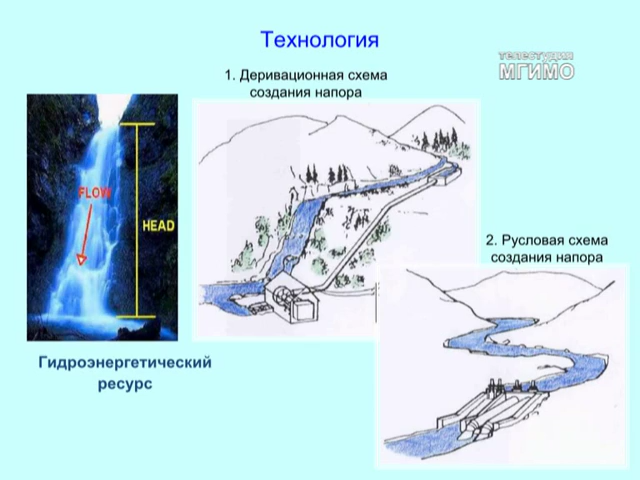 Технология
телестудия
МГИМО
1. Деривационная схема
создания напора
FLOW
HEAD
2. Русловая схема
создания напора
Гидроэнергетический
ресурс